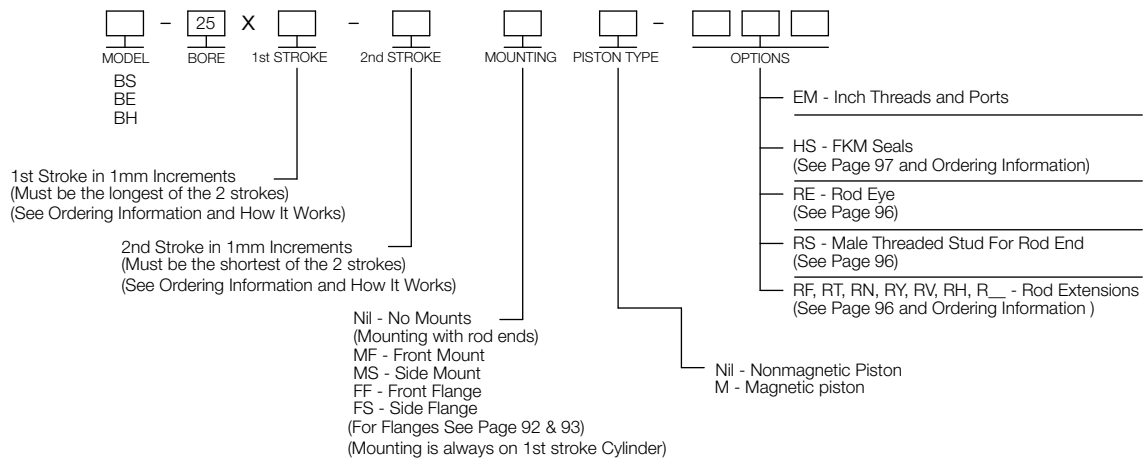 - 25 X - -
MODEL BORE 1st STROKE 2nd STROKE MOUNTING PISTON TYPE OPTIONS
BS
BE
BH
1st Stroke in 1mm Increments
(Must be the longest of the 2 strokes)
(See Ordering Information and How It Works)
2nd Stroke in 1mm Increments
(Must be the shortest of the 2 strokes)
(See Ordering Information and How It Works)
Nil - No Mounts
(Mounting with rod ends)
MF - Front Mount
MS - Side Mount
FF - Front Flange
FS - Side Flange
(For Flanges See Page 92 & 93)
(Mounting is always on 1st stroke Cylinder)
Nil - Nonmagnetic Piston
M - Magnetic piston
EM - Inch Threads and Ports
HS - FKM Seals
(See Page 97 and Ordering Information)
RE - Rod Eye
(See Page 96)
RS - Male Threaded Stud For Rod End
(See Page 96)
RF, RT, RN, RY, RV, RH, R__ - Rod Extensions
(See Page 96 and Ordering Information )